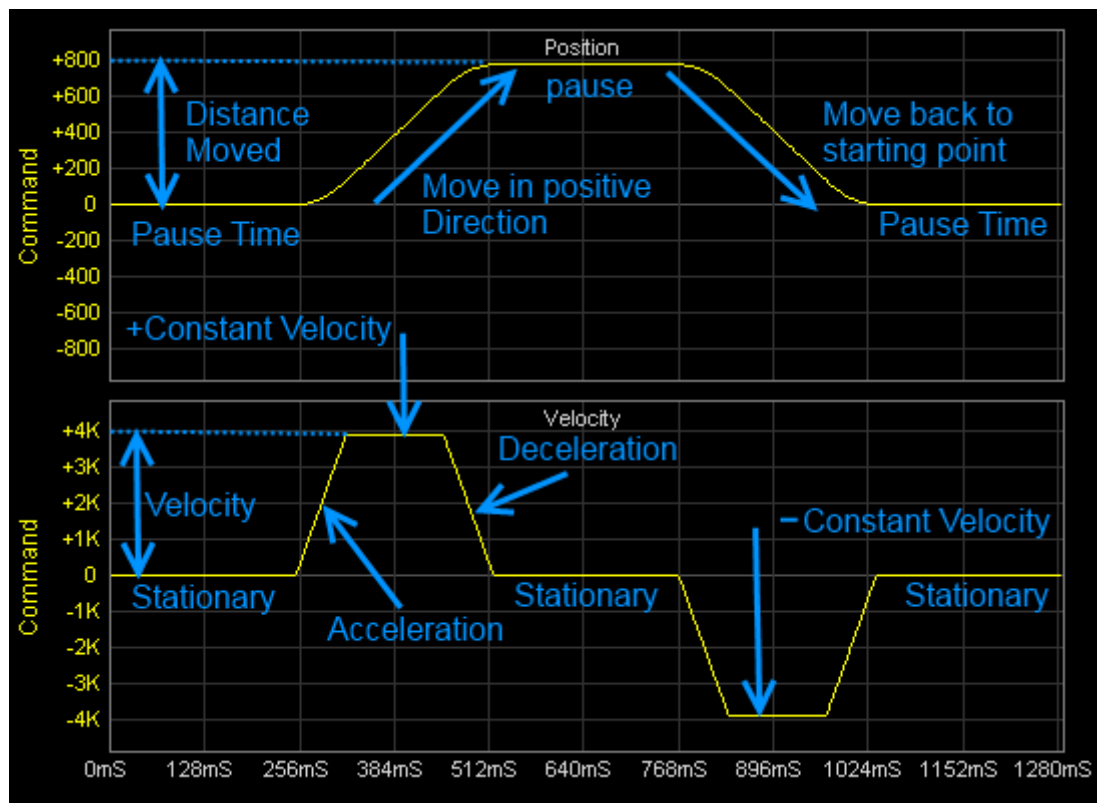 Position
+800
+600
+400
+200
0
-200
-400
-600
-800
Command
Distance
Moved
pause
Move back to
starting point
Move in positive
Direction
Pause Time
Pause Time
+Constant Velocity
Velocity
+4K
+3K
+2K
+1K
0
-1K
-2K
-3K
-4K
Command
Velocity
Deceleration
−Constant Velocity
Stationary
Stationary
Stationary
Acceleration
0mS 128mS 256mS 384mS 512mS 640mS 768mS 896mS 1024mS 1152mS 1280mS